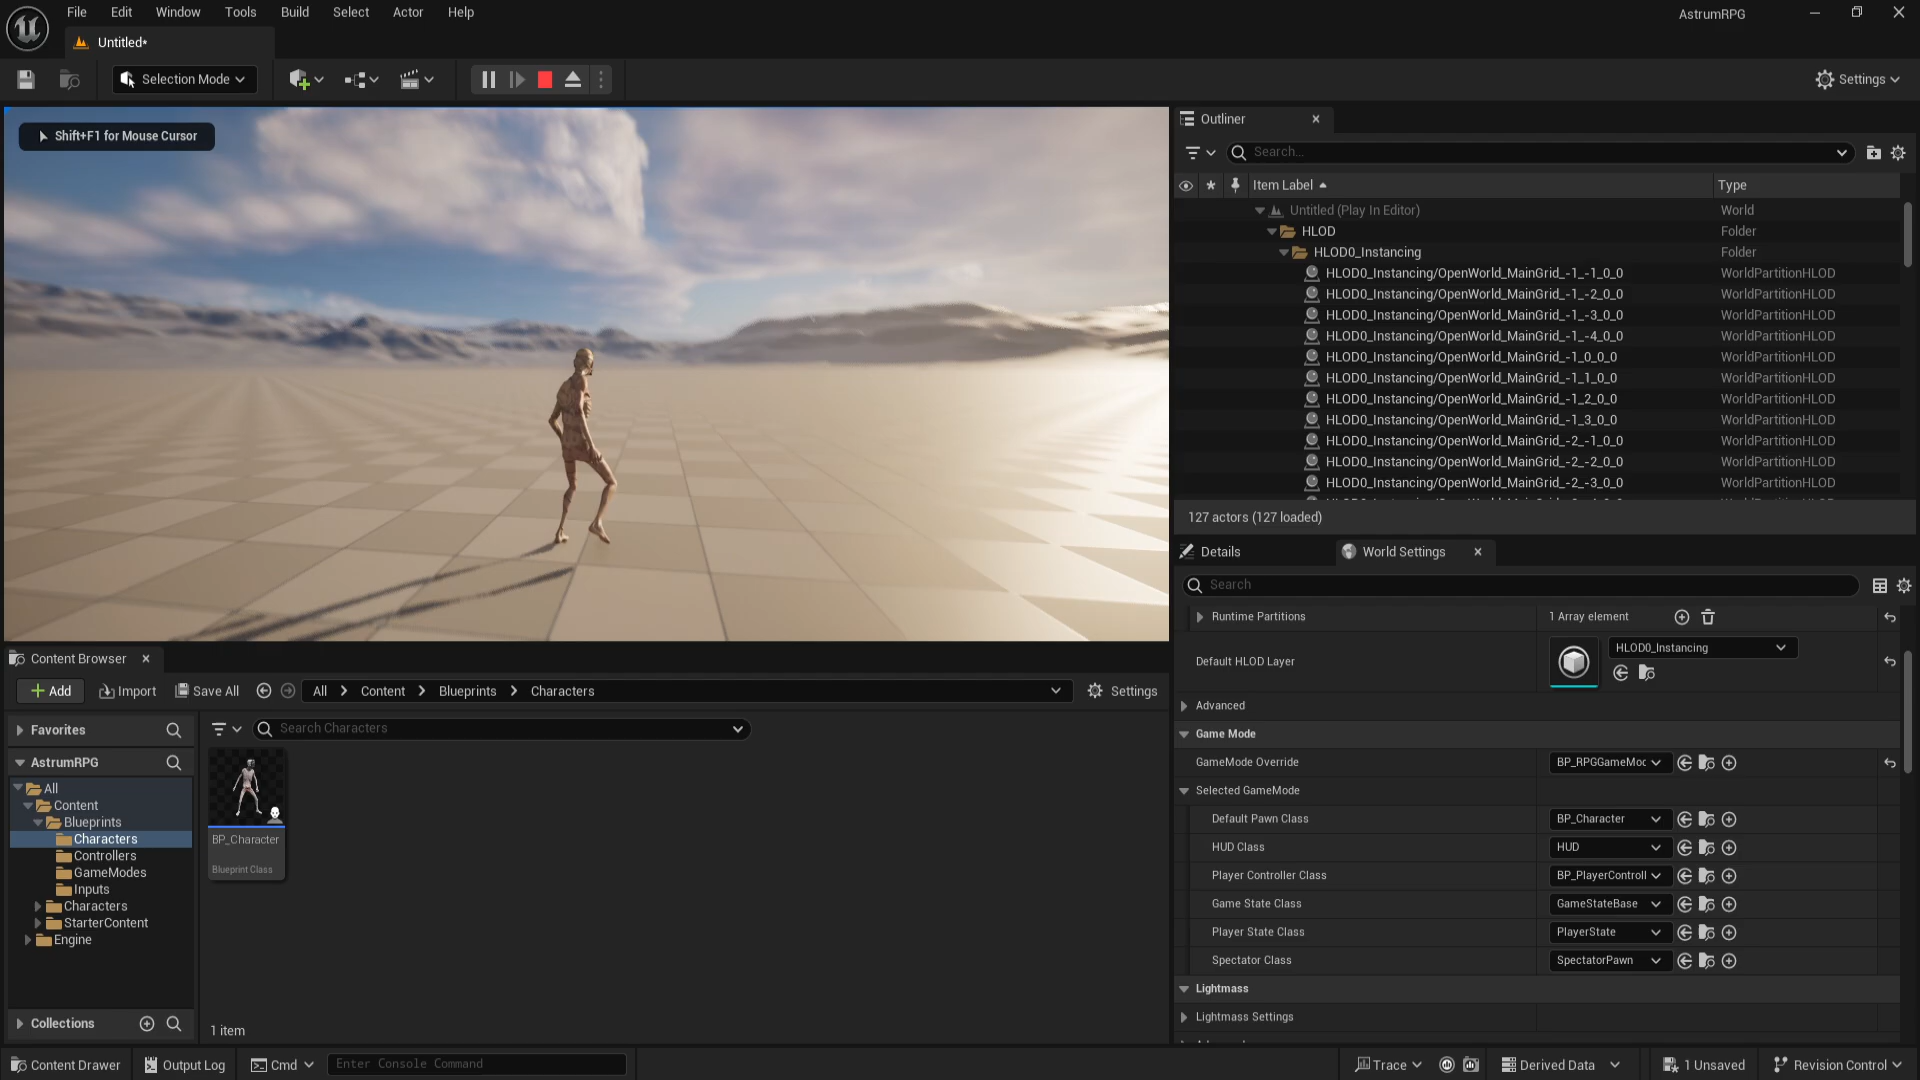 File Edit Window Tools Build Select Actor Help
AstrumRPG
Untitled*
Selection Mode
Settings
Shift+F1 for Mouse Cursor
Outliner
Search...
Item Label Type
Untitled (Play In Editor) World
HLOD Folder
HLOD0_Instancing Folder
HLOD0_Instancing/OpenWorld_MainGrid_-1_-1_0_0 WorldPartitionHLOD
HLOD0_Instancing/OpenWorld_MainGrid_-1_-2_0_0 WorldPartitionHLOD
HLOD0_Instancing/OpenWorld_MainGrid_-1_-3_0_0 WorldPartitionHLOD
HLOD0_Instancing/OpenWorld_MainGrid_-1_-4_0_0 WorldPartitionHLOD
HLOD0_Instancing/OpenWorld_MainGrid_-1_0_0_0 WorldPartitionHLOD
HLOD0_Instancing/OpenWorld_MainGrid_-1_1_0_0 WorldPartitionHLOD
HLOD0_Instancing/OpenWorld_MainGrid_-1_2_0_0 WorldPartitionHLOD
HLOD0_Instancing/OpenWorld_MainGrid_-1_3_0_0 WorldPartitionHLOD
HLOD0_Instancing/OpenWorld_MainGrid_-2_-1_0_0 WorldPartitionHLOD
HLOD0_Instancing/OpenWorld_MainGrid_-2_-2_0_0 WorldPartitionHLOD
HLOD0_Instancing/OpenWorld_MainGrid_-2_-3_0_0 WorldPartitionHLOD
127 actors (127 loaded)
Details World Settings
Search
Runtime Partitions 1 Array element
Default HLOD Layer HLOD0_Instancing
Advanced
Game Mode
GameMode Override BP_RPGGameMoc
Selected GameMode
Default Pawn Class BP_Character
HUD Class HUD
Player Controller Class BP_PlayerControll
Game State Class GameStateBase
Player State Class PlayerState
Spectator Class SpectatorPawn
Lightmass
Lightmass Settings
Content Browser
Add Import Save All All Content Blueprints Characters Settings
Favorites
Search Characters
AstrumRPG
All
Content
Blueprints
Characters
Controllers
GameModes
Inputs
Characters
StarterContent
Engine
BP_Character
Blueprint Class
Collections
1 item
Content Drawer Output Log Cmd Enter Console Command Trace Derived Data 1 Unsaved Revision Control